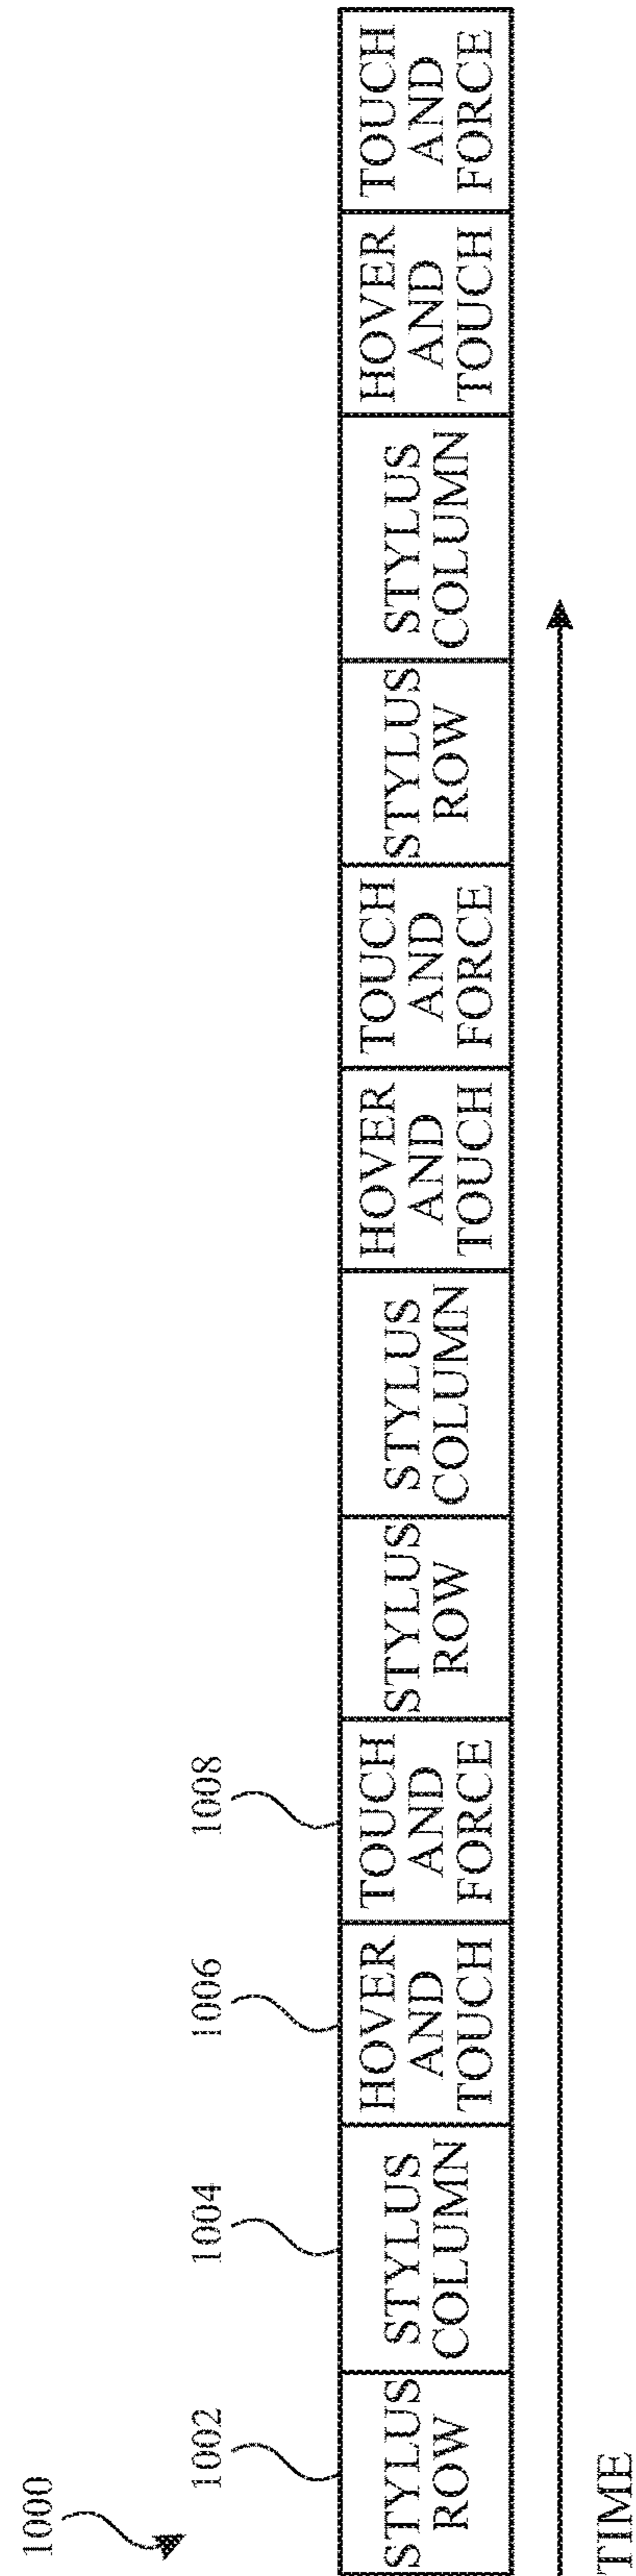 1000
1002
1004
1006
1008
STYLUS
ROW
STYLUS
COLUMN
HOVER
AND
TOUCH
TOUCH
AND
FORCE
STYLUS
ROW
STYLUS
COLUMN
HOVER
AND
TOUCH
TOUCH
AND
FORCE
STYLUS
ROW
STYLUS
COLUMN
HOVER
AND
TOUCH
TOUCH
AND
FORCE
TIME